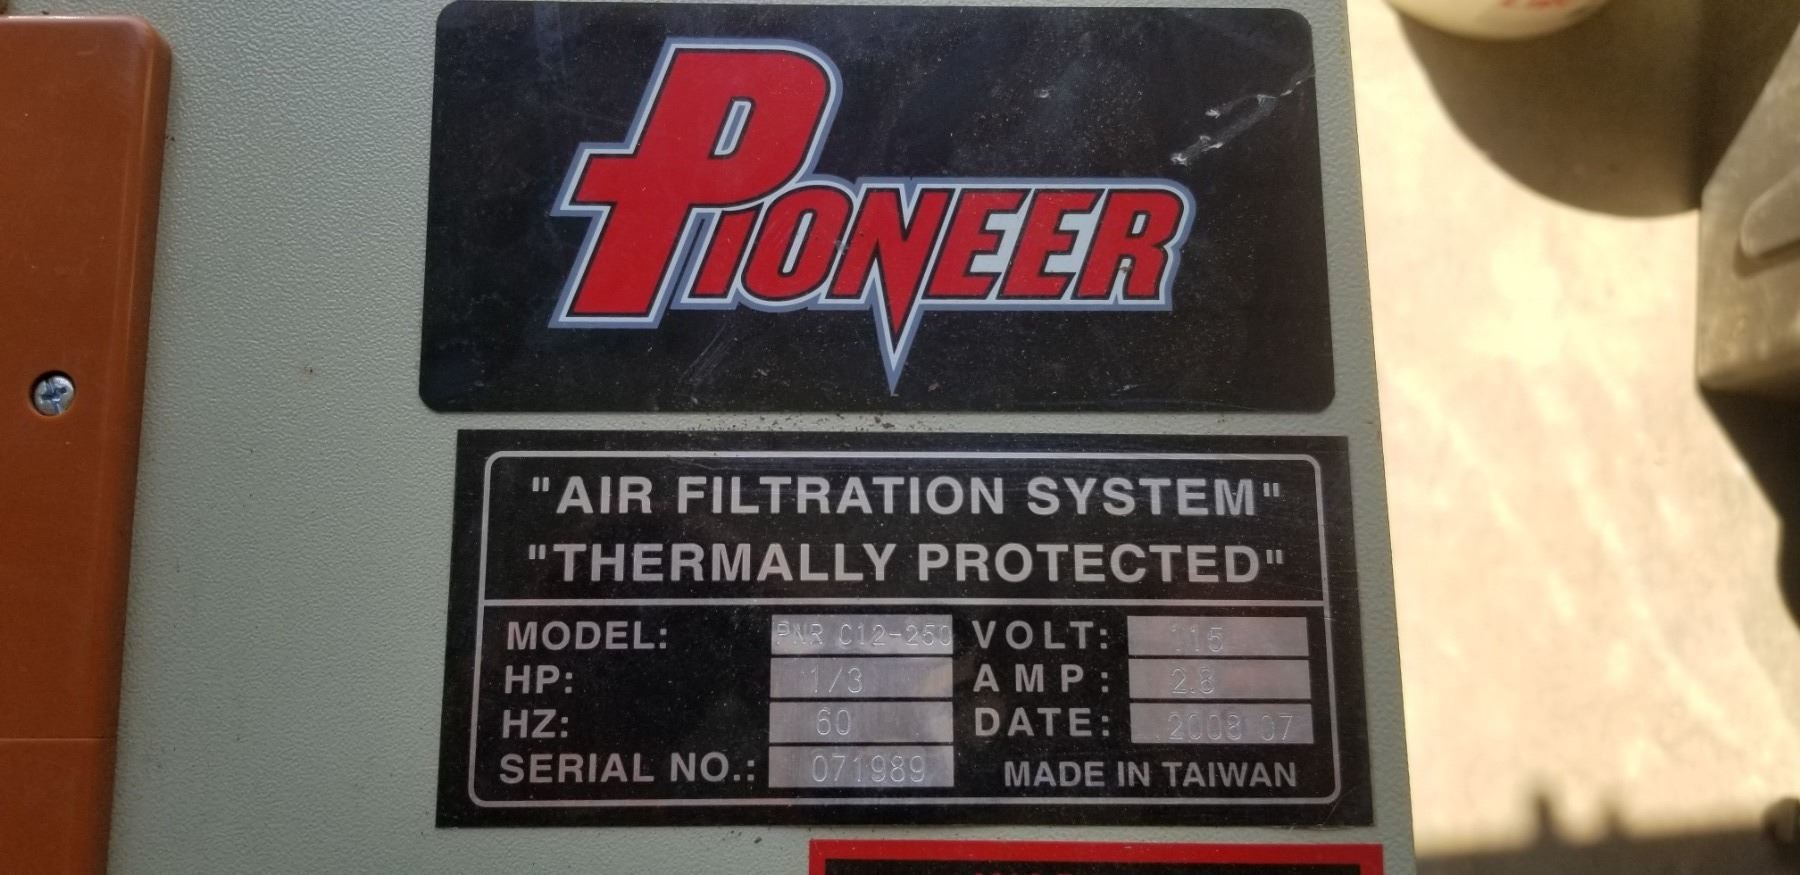 PIONEER
"AIR FILTRATION SYSTEM"
"THERMALLY PROTECTED"
MODEL: PNR C12-250 VOLT: 115
HP: 1/3 AMP: 2.8
HZ: 60 DATE: 2008 07
SERIAL NO.: 071989 MADE IN TAIWAN